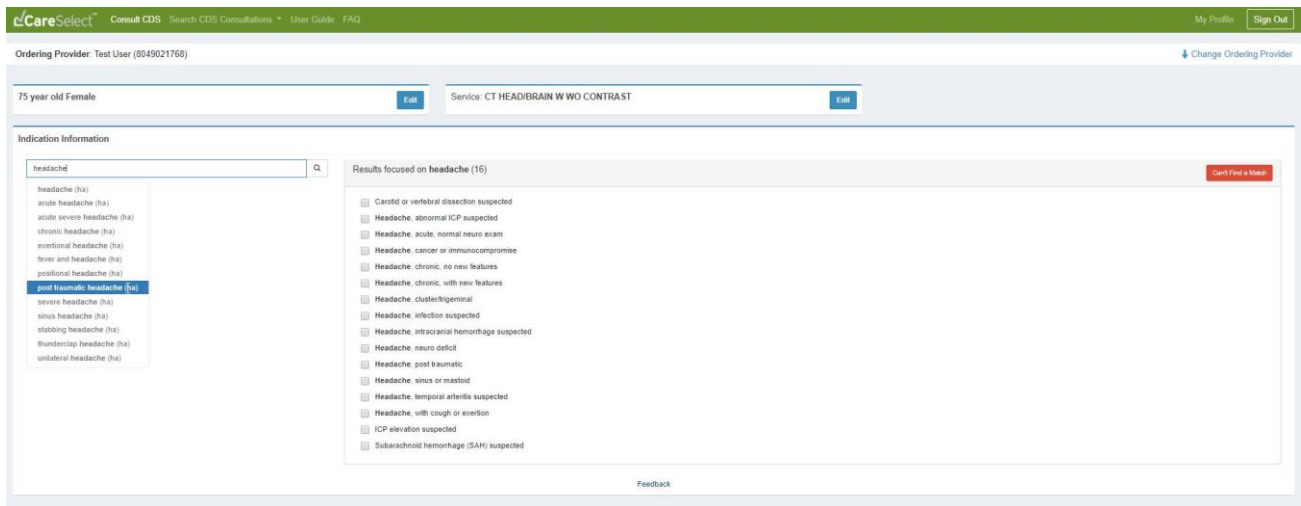 CareSelect™ Consult CDS Search CDS Consultations User Guide FAQ My Profile Sign Out
Ordering Provider: Test User (8049021768) Change Ordering Provider
75 year old Female Edit Service: CT HEAD/BRAIN W WO CONTRAST Edit
Indication Information
headache
headache (ha)
acute headache (ha)
acute severe headache (ha)
chronic headache (ha)
exertional headache (ha)
fever and headache (ha)
positional headache (ha)
post traumatic headache (ha)
severe headache (ha)
sinus headache (ha)
stabbing headache (ha)
thunderclap headache (ha)
unilateral headache (ha)
Results focused on headache (16) Can't Find a Match
Carotid or vertebral dissection suspected
Headache, abnormal ICP suspected
Headache, acute, normal neuro exam
Headache, cancer or immunocompromise
Headache, chronic, no new features
Headache, chronic, with new features
Headache, cluster/trigeminal
Headache, infection suspected
Headache, intracranial hemorrhage suspected
Headache, neuro deficit
Headache, post traumatic
Headache, sinus or mastoid
Headache, temporal arteritis suspected
Headache, with cough or exertion
ICP elevation suspected
Subarachnoid hemorrhage (SAH) suspected
Feedback